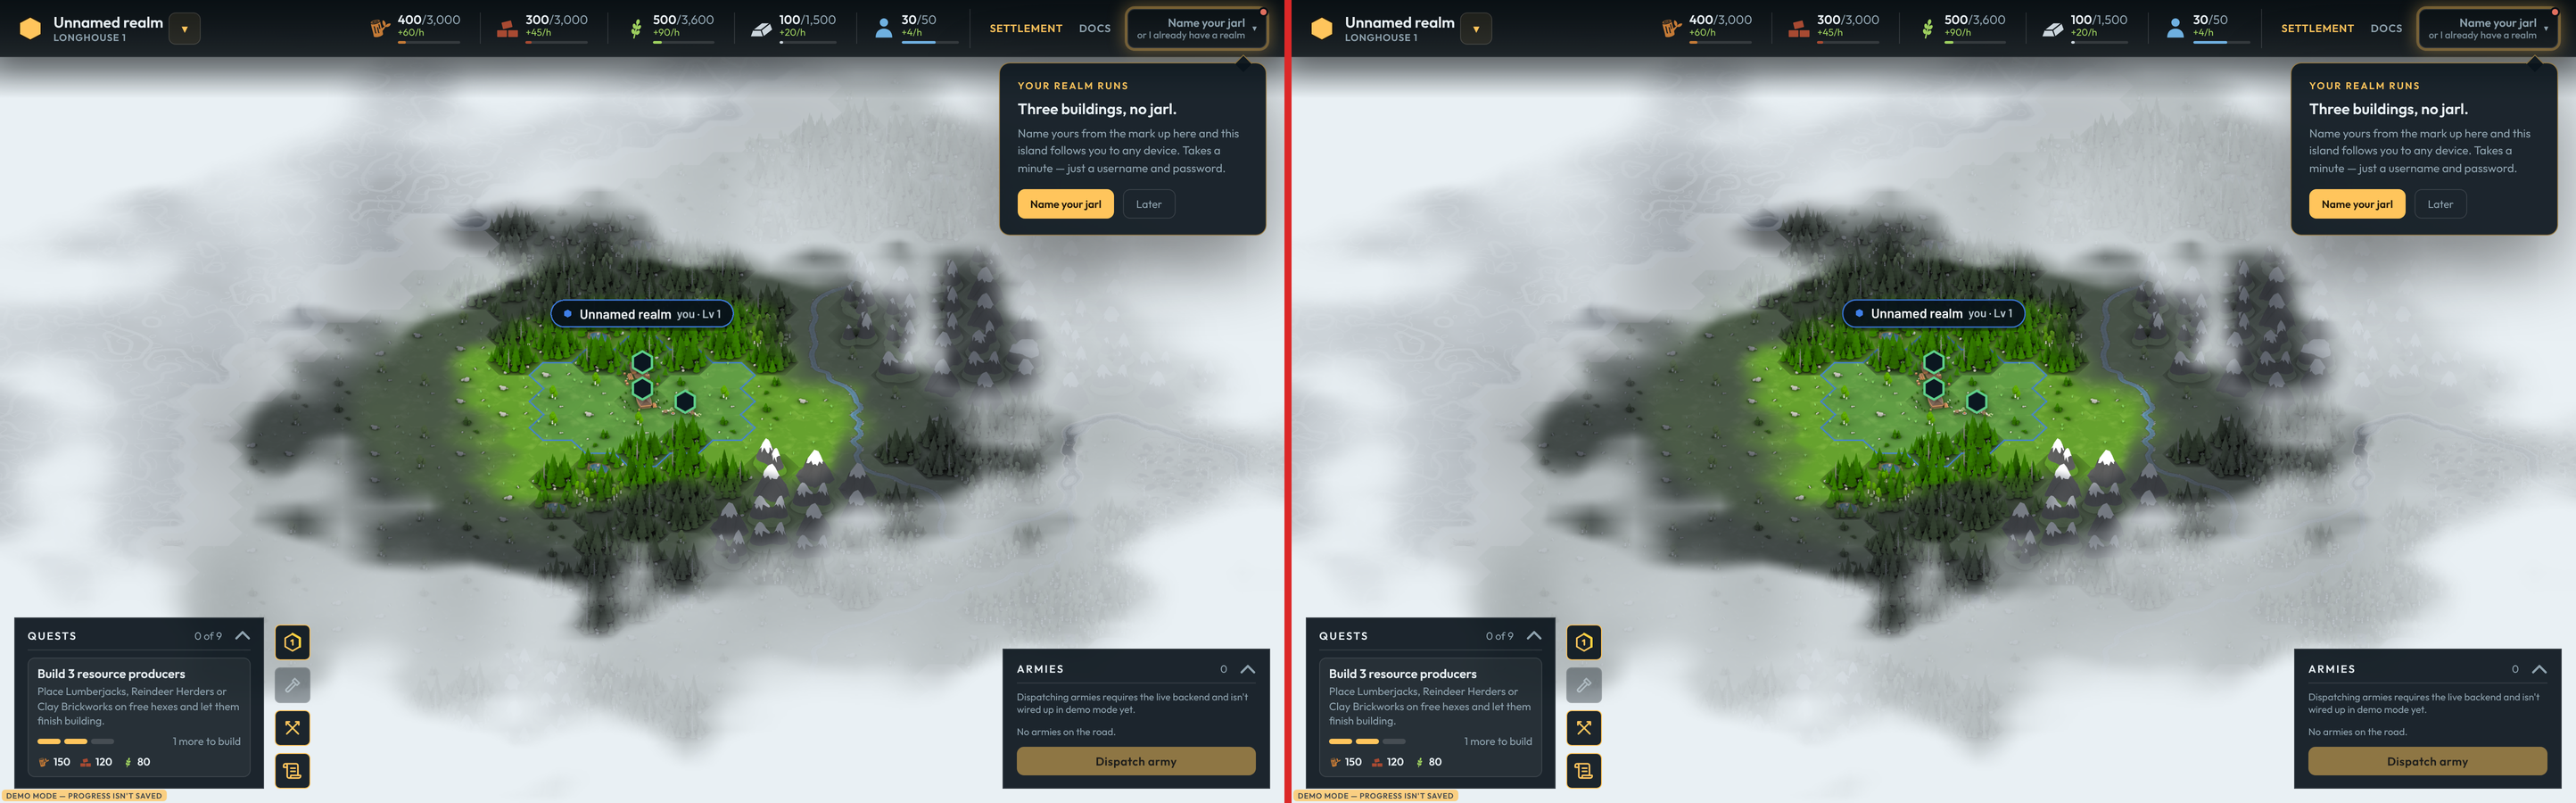 Unnamed realm
LONGHOUSE 1
400/3,000
+60/h
300/3,000
+45/h
500/3,600
+90/h
100/1,500
+20/h
30/50
+4/h
SETTLEMENT
DOCS
Name your jarl
or I already have a realm
YOUR REALM RUNS
Three buildings, no jarl.
Name yours from the mark up here and this
island follows you to any device. Takes a
minute — just a username and password.
Name your jarl
Later
Unnamed realm you · Lv 1
QUESTS
0 of 9
Build 3 resource producers
Place Lumberjacks, Reindeer Herders or
Clay Brickworks on free hexes and let them
finish building.
1 more to build
150
120
80
1
ARMIES
0
Dispatching armies requires the live backend and isn't
wired up in demo mode yet.
No armies on the road.
Dispatch army
DEMO MODE — PROGRESS ISN'T SAVED
Unnamed realm
LONGHOUSE 1
400/3,000
+60/h
300/3,000
+45/h
500/3,600
+90/h
100/1,500
+20/h
30/50
+4/h
SETTLEMENT
DOCS
Name your jarl
or I already have a realm
YOUR REALM RUNS
Three buildings, no jarl.
Name yours from the mark up here and this
island follows you to any device. Takes a
minute — just a username and password.
Name your jarl
Later
Unnamed realm you · Lv 1
QUESTS
0 of 9
Build 3 resource producers
Place Lumberjacks, Reindeer Herders or
Clay Brickworks on free hexes and let them
finish building.
1 more to build
150
120
80
1
ARMIES
0
Dispatching armies requires the live backend and isn't
wired up in demo mode yet.
No armies on the road.
Dispatch army
DEMO MODE — PROGRESS ISN'T SAVED